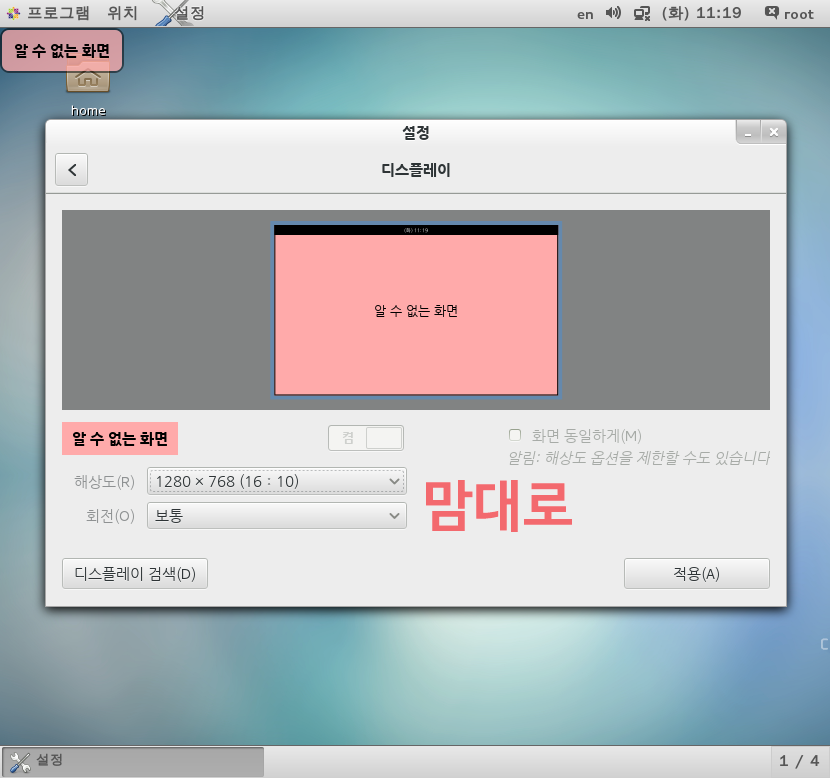 프로그램 위치 설정 en (화) 11:19 root
알 수 없는 화면
home
설정
디스플레이
(화) 11:19
알 수 없는 화면
알 수 없는 화면 켬 화면 동일하게(M)
알림: 해상도 옵션을 제한할 수도 있습니다
해상도(R) 1280 × 768 (16 : 10)
맘대로
회전(O) 보통
디스플레이 검색(D) 적용(A)
설정 1 / 4